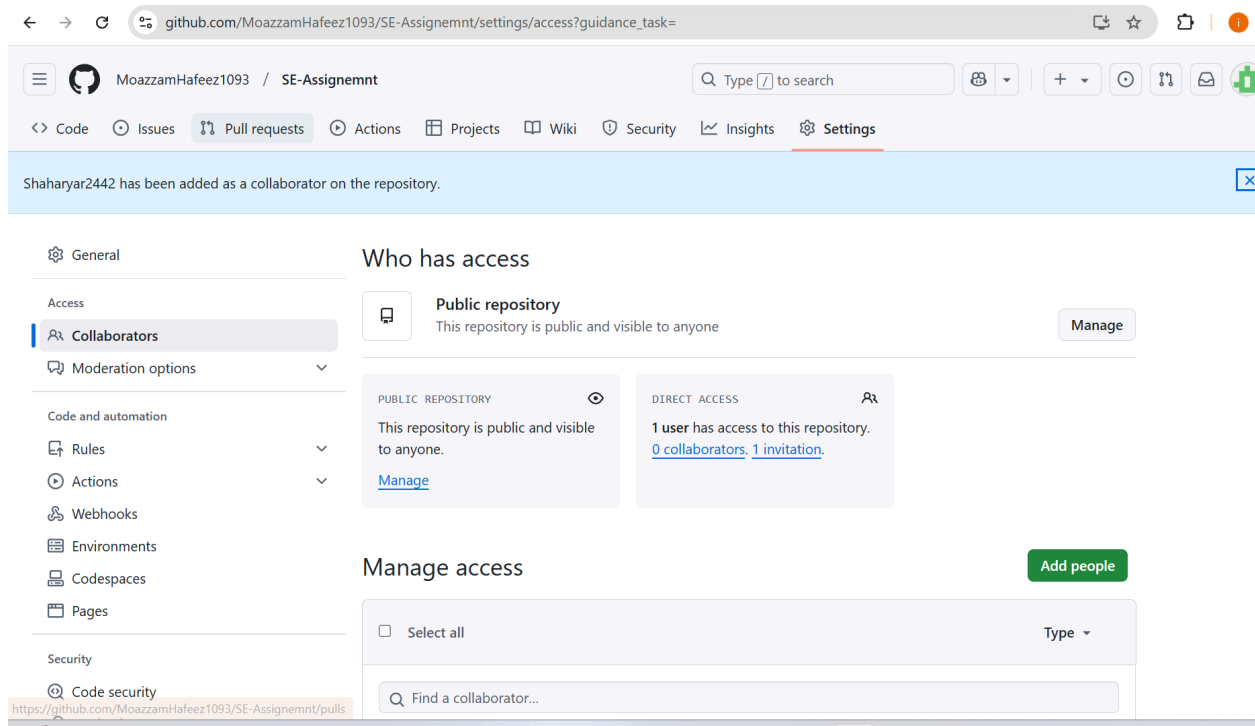 github.com/MoazzamHafeez1093/SE-Assignemnt/settings/access?guidance_task=
i
MoazzamHafeez1093 / SE-Assignemnt
Type / to search
Code Issues Pull requests Actions Projects Wiki Security Insights Settings
Shaharyar2442 has been added as a collaborator on the repository.
General
Access
Collaborators
Moderation options
Code and automation
Rules
Actions
Webhooks
Environments
Codespaces
Pages
Security
Code security
https://github.com/MoazzamHafeez1093/SE-Assignemnt/pulls
Who has access
Public repository
This repository is public and visible to anyone
Manage
PUBLIC REPOSITORY
This repository is public and visible
to anyone.
Manage
DIRECT ACCESS
1 user has access to this repository.
0 collaborators. 1 invitation.
Manage access
Add people
Select all
Type
Find a collaborator...